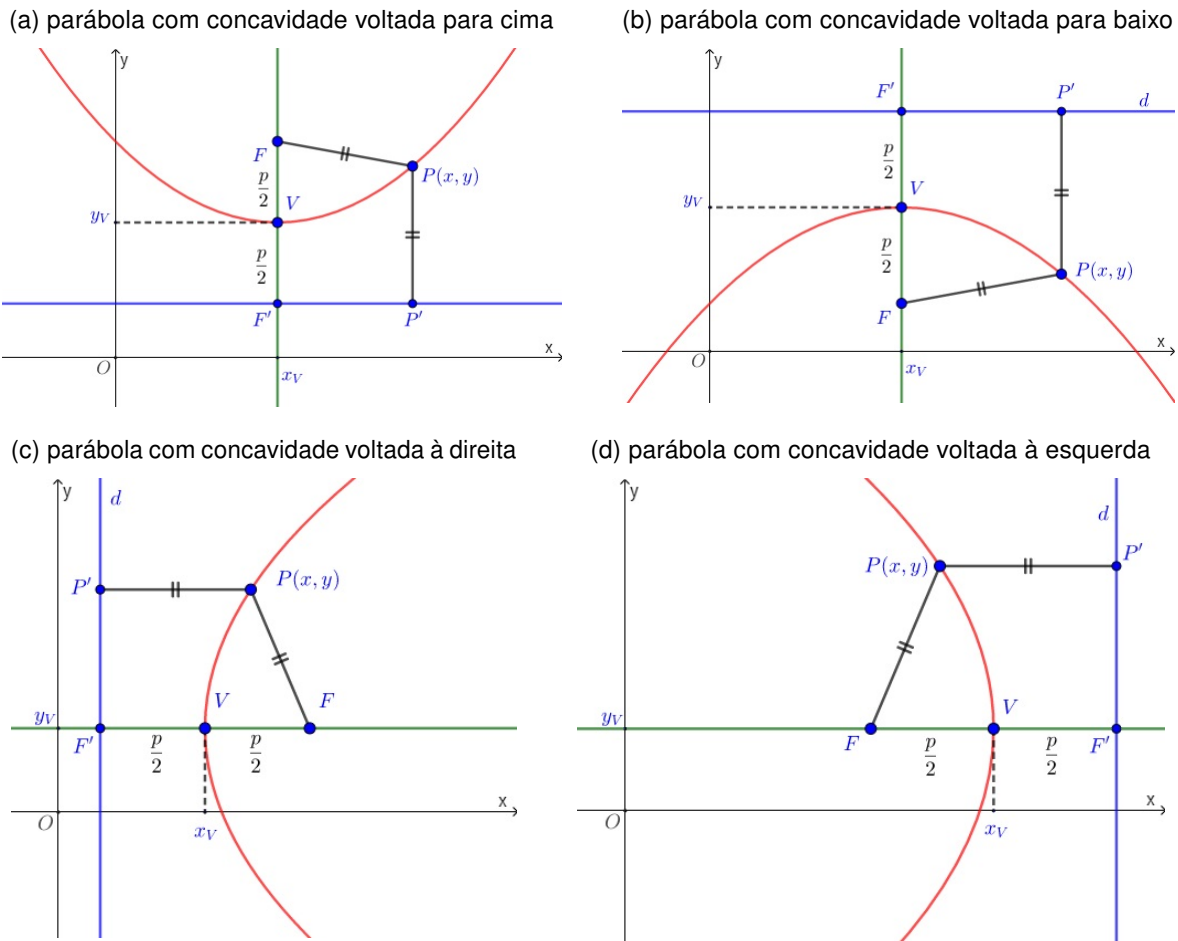 (a) parábola com concavidade voltada para cima
y
F
p/2
V
P(x, y)
y_V
p/2
F'
P'
x
O
x_V
(b) parábola com concavidade voltada para baixo
y
F'
P'
d
p/2
V
y_V
p/2
P(x, y)
F
x
O
x_V
(c) parábola com concavidade voltada à direita
y
d
P'
P(x, y)
V
F
y_V
F'
p/2
p/2
x
O
x_V
(d) parábola com concavidade voltada à esquerda
y
d
P(x, y)
P'
V
y_V
F
p/2
p/2
F'
x
O
x_V